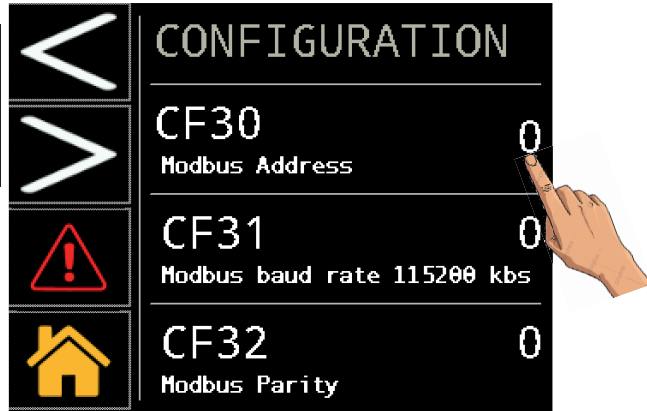 CONFIGURATION
CF30 0
Modbus Address
CF31 0
Modbus baud rate 115200 kbs
CF32 0
Modbus Parity